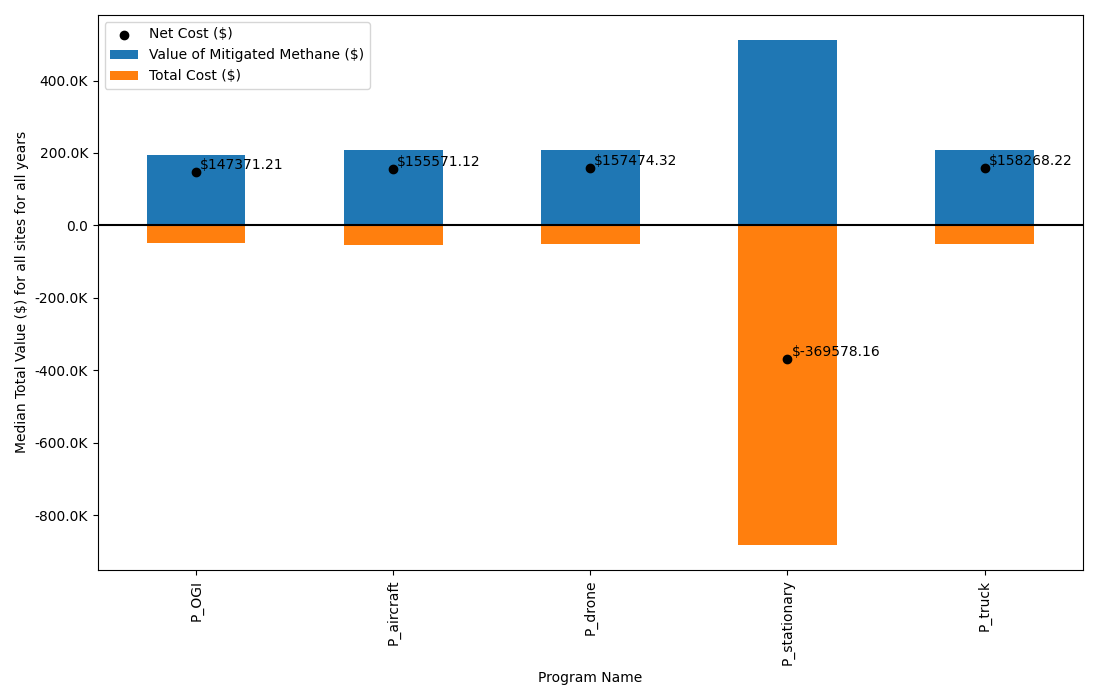 Net Cost ($)
Value of Mitigated Methane ($)
Total Cost ($)
Median Total Value ($) for all sites for all years
400.0K
200.0K
0.0
-200.0K
-400.0K
-600.0K
-800.0K
$147371.21
$155571.12
$157474.32
$-369578.16
$158268.22
P_OGI
P_aircraft
P_drone
P_stationary
P_truck
Program Name